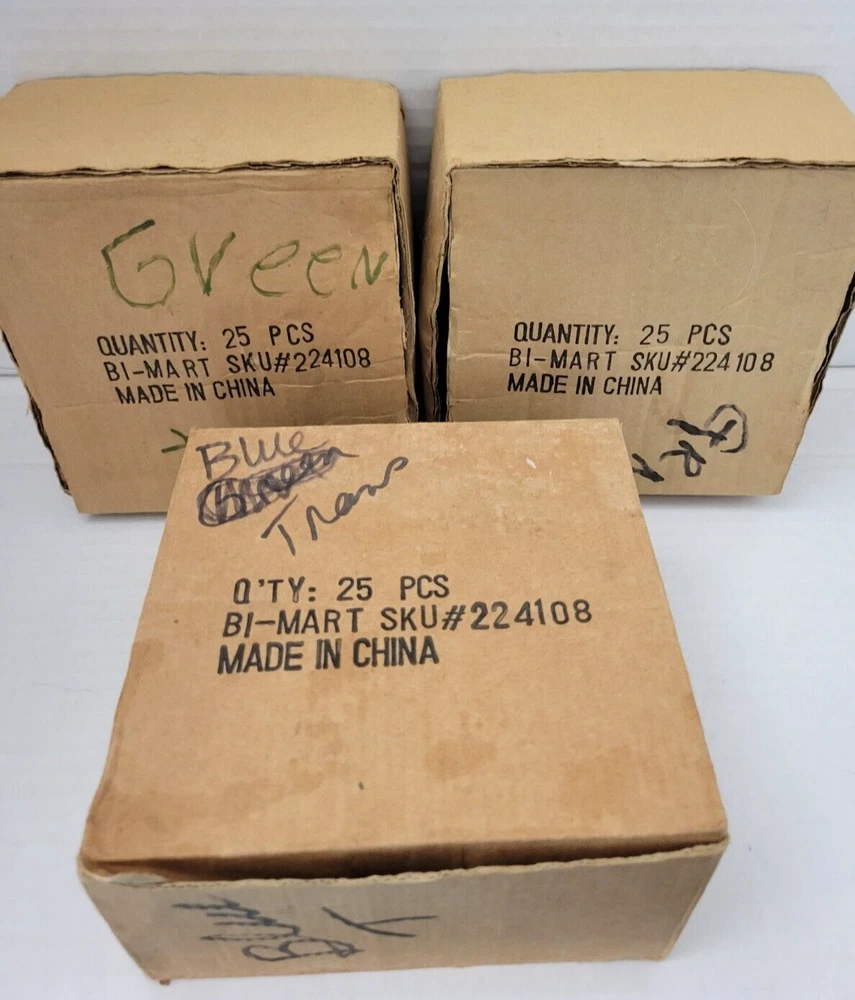 Green
QUANTITY: 25 PCS
BI-MART SKU#224108
MADE IN CHINA
QUANTITY: 25 PCS
BI-MART SKU#224108
MADE IN CHINA
Blue
Green
Trans
Q'TY: 25 PCS
BI-MART SKU#224108
MADE IN CHINA